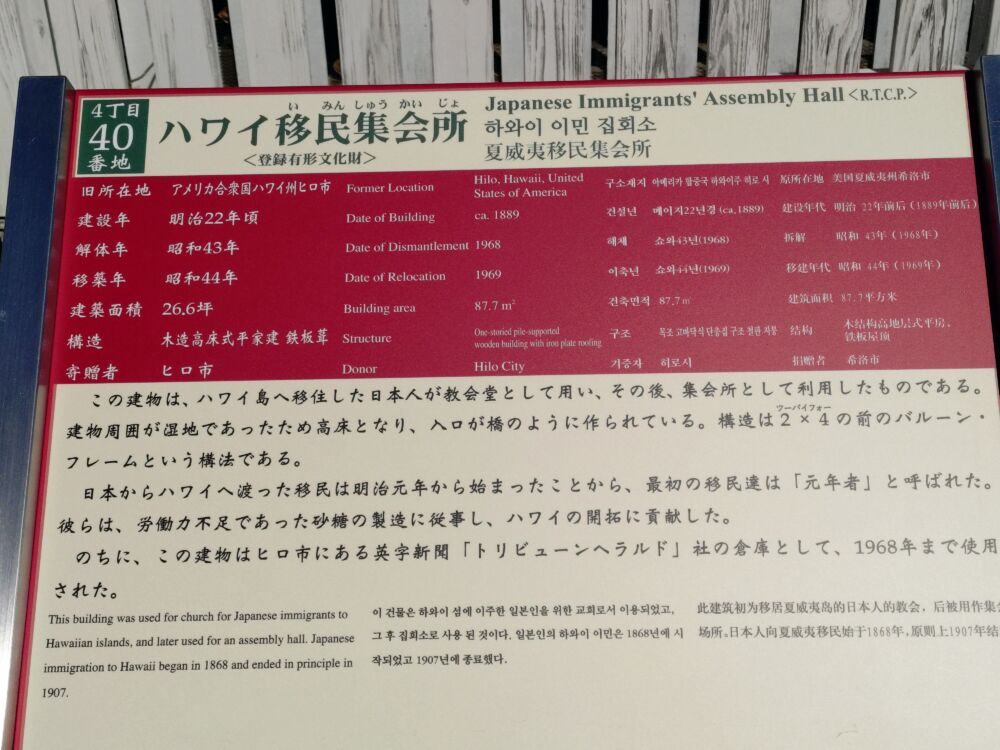 4丁目
40
番地
い みん しゅう かい じょ
ハワイ移民集会所
<登録有形文化財>
Japanese Immigrants' Assembly Hall <R.T.C.P.>
하와이 이민 집회소
夏威夷移民集会所
旧所在地 アメリカ合衆国ハワイ州ヒロ市 Former Location Hilo, Hawaii, United States of America 구소재지 아메리카 합중국 하와이주 히로 시 原所在地 美国夏威夷州希洛市
建設年 明治22年頃 Date of Building ca. 1889 건설년 메이지22년경 (ca.1889) 建设年代 明治 22年前后(1889年前后)
解体年 昭和43年 Date of Dismantlement 1968 해체 쇼와43년(1968) 拆解 昭和 43年(1968年)
移築年 昭和44年 Date of Relocation 1969 이축년 쇼와44년(1969) 移建年代 昭和 44年(1969年)
建築面積 26.6坪 Building area 87.7 m² 건축면적 87.7㎡ 建筑面积 87.7平方米
構造 木造高床式平家建 鉄板葺 Structure One-storied pile-supported wooden building with iron plate roofing 구조 목조 고바닥식 단층집 구조 철판 지붕 结构 木结构高地层式平房、铁板屋顶
寄贈者 ヒロ市 Donor Hilo City 기증자 히로시 捐赠者 希洛市
この建物は、ハワイ島へ移住した日本人が教会堂として用い、その後、集会所として利用したものである。
ツーバイフォー
建物周囲が湿地であったため高床となり、入口が橋のように作られている。構造は2×4の前のバルーン・
フレームという構法である。
日本からハワイへ渡った移民は明治元年から始まったことから、最初の移民達は「元年者」と呼ばれた。
彼らは、労働力不足であった砂糖の製造に従事し、ハワイの開拓に貢献した。
のちに、この建物はヒロ市にある英字新聞「トリビューンヘラルド」社の倉庫として、1968年まで使用
された。
This building was used for church for Japanese immigrants to
Hawaiian islands, and later used for an assembly hall. Japanese
immigration to Hawaii began in 1868 and ended in principle in
1907.
이 건물은 하와이 섬에 이주한 일본인을 위한 교회로서 이용되었고,
그 후 집회소로 사용 된 것이다. 일본인의 하와이 이민은 1868년에 시
작되었고 1907년에 종료했다.
此建筑初为移居夏威夷岛的日本人的教会，后被用作集会
场所。日本人向夏威夷移民始于1868年，原则上1907年结